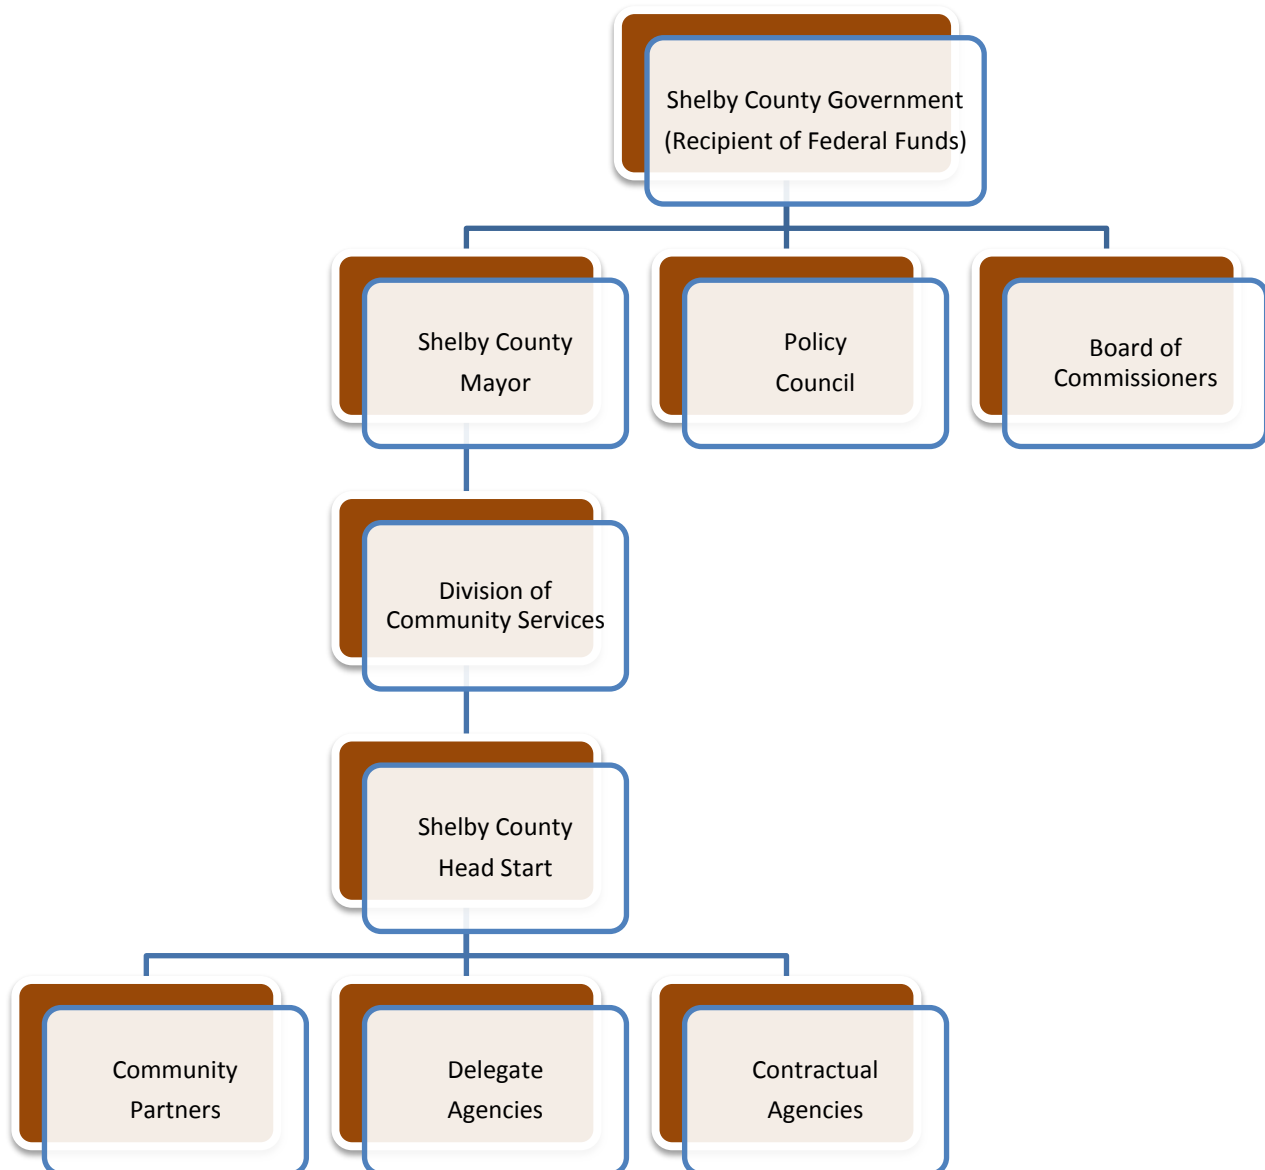 Shelby County Government
(Recipient of Federal Funds)
Shelby County
Mayor
Policy
Council
Board of
Commissioners
Division of
Community Services
Shelby County
Head Start
Community
Partners
Delegate
Agencies
Contractual
Agencies